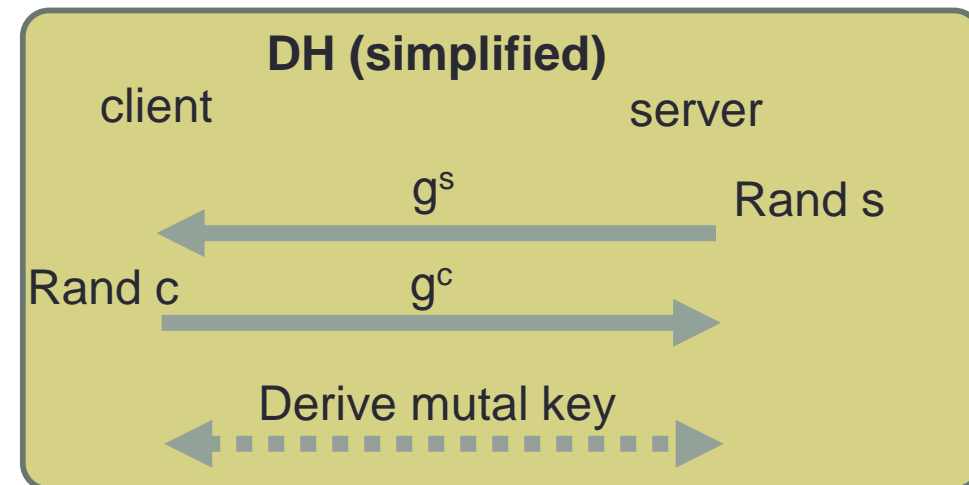 DH (simplified)
client server
gˢ Rand s
Rand c gᶜ
Derive mutal key